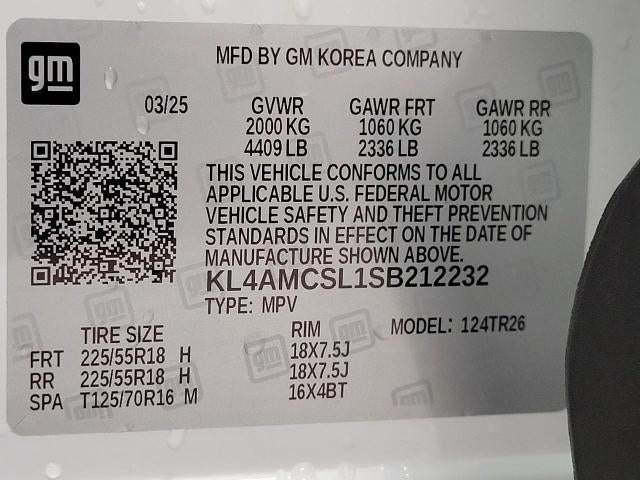 gm
MFD BY GM KOREA COMPANY
03/25 GVWR GAWR FRT GAWR RR
2000 KG 1060 KG 1060 KG
4409 LB 2336 LB 2336 LB
THIS VEHICLE CONFORMS TO ALL
APPLICABLE U.S. FEDERAL MOTOR
VEHICLE SAFETY AND THEFT PREVENTION
STANDARDS IN EFFECT ON THE DATE OF
MANUFACTURE SHOWN ABOVE.
KL4AMCSL1SB212232
TYPE: MPV
TIRE SIZE RIM MODEL: 124TR26
FRT 225/55R18 H 18X7.5J
RR 225/55R18 H 18X7.5J
SPA T125/70R16 M 16X4BT